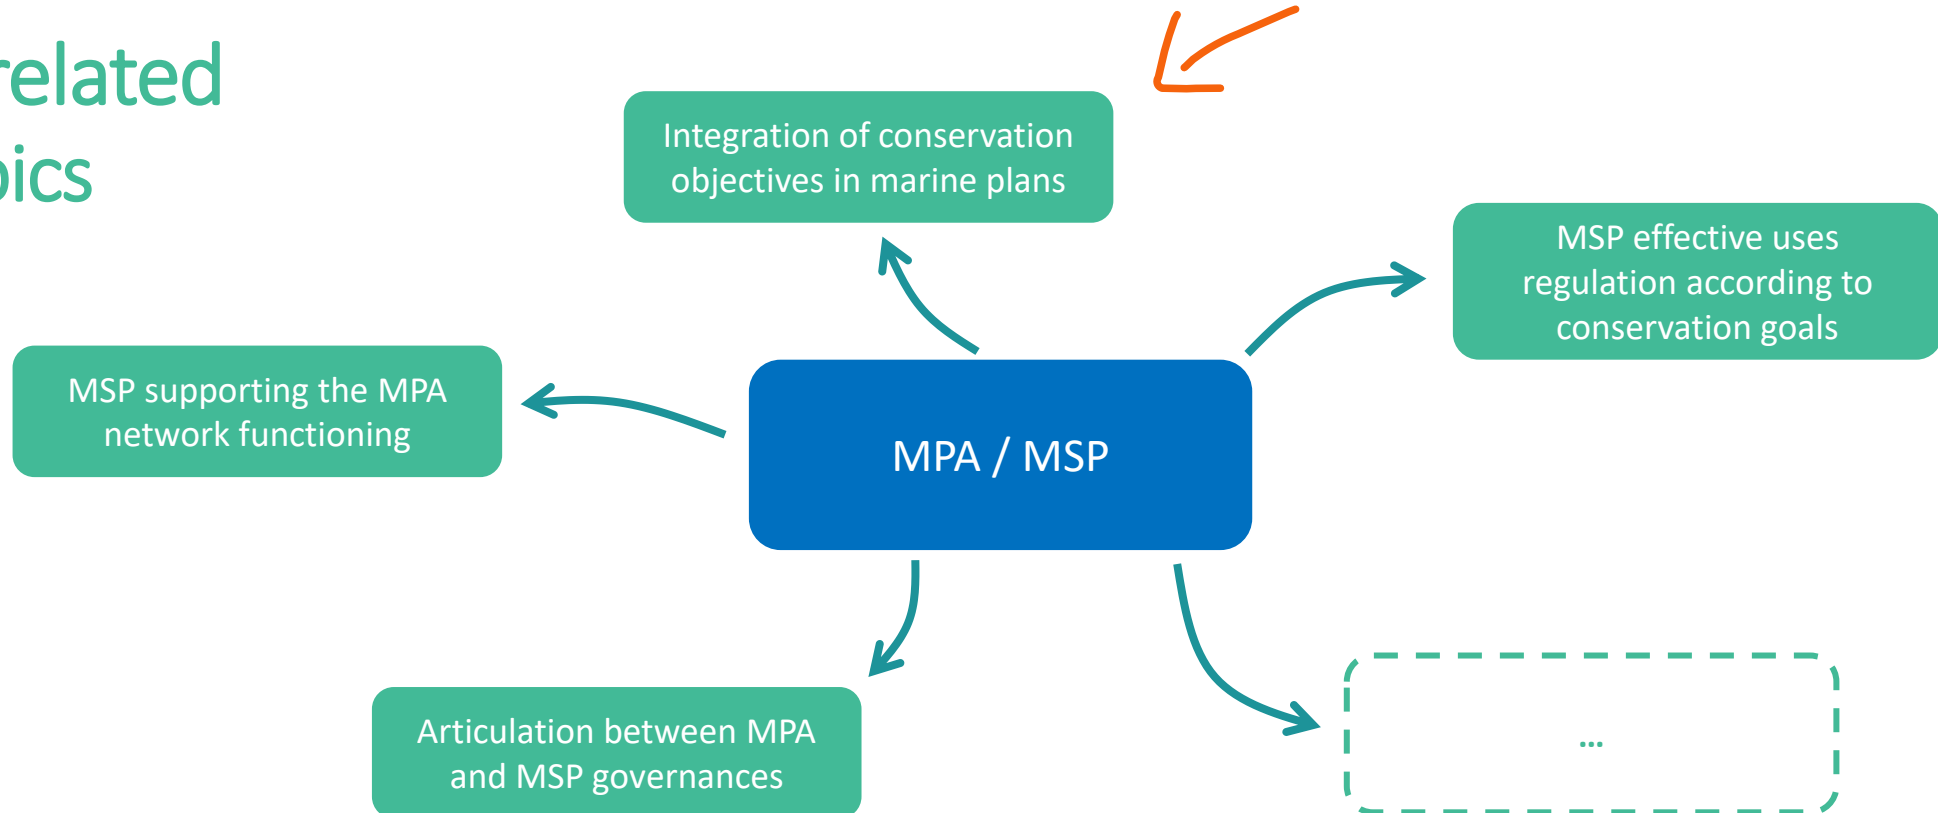 related
pics
Integration of conservation
objectives in marine plans
MSP effective uses
regulation according to
conservation goals
MSP supporting the MPA
network functioning
MPA / MSP
Articulation between MPA
and MSP governances
...